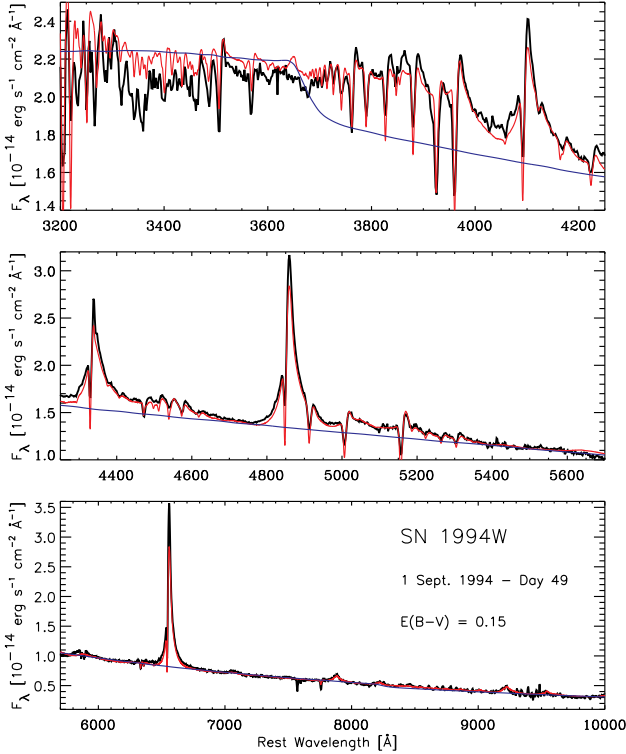 2.4
2.2
2.0
1.8
1.6
1.4
F_λ [10^−14 erg s^−1 cm^−2 Å^−1]
3200 3400 3600 3800 4000 4200
3.0
2.5
2.0
1.5
1.0
F_λ [10^−14 erg s^−1 cm^−2 Å^−1]
4400 4600 4800 5000 5200 5400 5600
3.5
3.0
2.5
2.0
1.5
1.0
0.5
F_λ [10^−14 erg s^−1 cm^−2 Å^−1]
SN 1994W
1 Sept. 1994 − Day 49
E(B−V) = 0.15
6000 7000 8000 9000 10000
Rest Wavelength [Å]